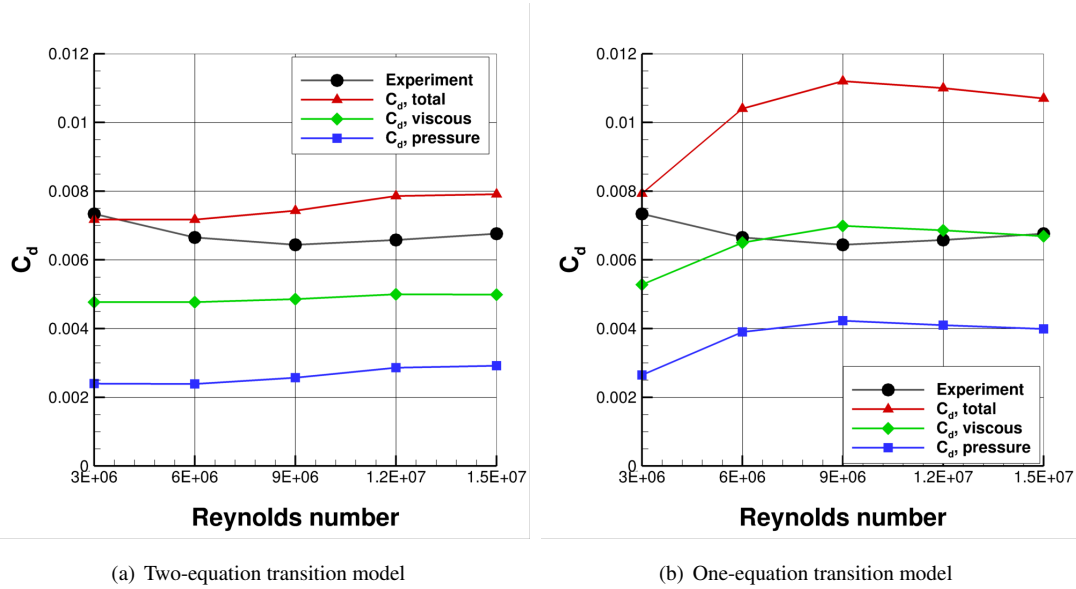 0.012
0.01
0.008
0.006
0.004
0.002
0
C_d
3E+06 6E+06 9E+06 1.2E+07 1.5E+07
Reynolds number
Experiment
C_d, total
C_d, viscous
C_d, pressure
(a) Two-equation transition model
0.012
0.01
0.008
0.006
0.004
0.002
0
C_d
3E+06 6E+06 9E+06 1.2E+07 1.5E+07
Reynolds number
Experiment
C_d, total
C_d, viscous
C_d, pressure
(b) One-equation transition model